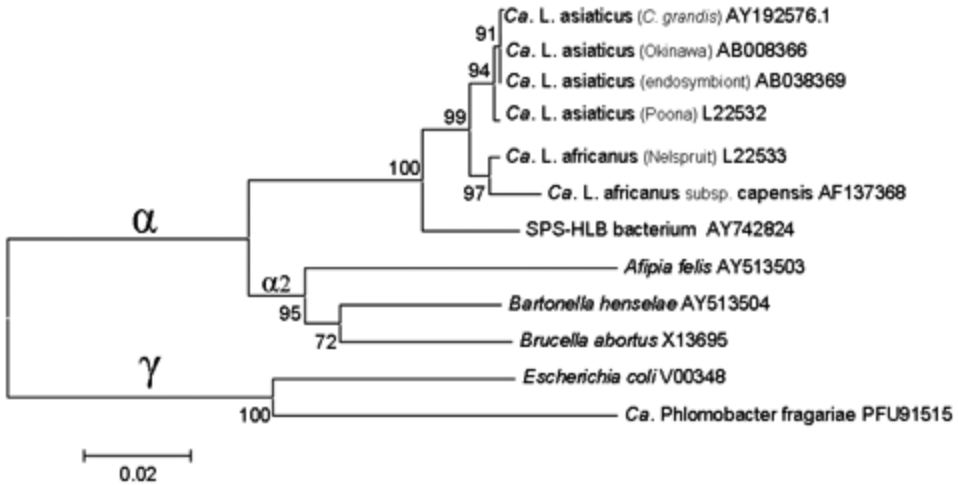 Ca. L. asiaticus (C. grandis) AY192576.1
91
Ca. L. asiaticus (Okinawa) AB008366
94
Ca. L. asiaticus (endosymbiont) AB038369
Ca. L. asiaticus (Poona) L22532
99
Ca. L. africanus (Nelspruit) L22533
100
97
Ca. L. africanus subsp. capensis AF137368
α
SPS-HLB bacterium AY742824
Afipia felis AY513503
α2
95
Bartonella henselae AY513504
72
Brucella abortus X13695
γ
Escherichia coli V00348
100
Ca. Phlomobacter fragariae PFU91515
0.02